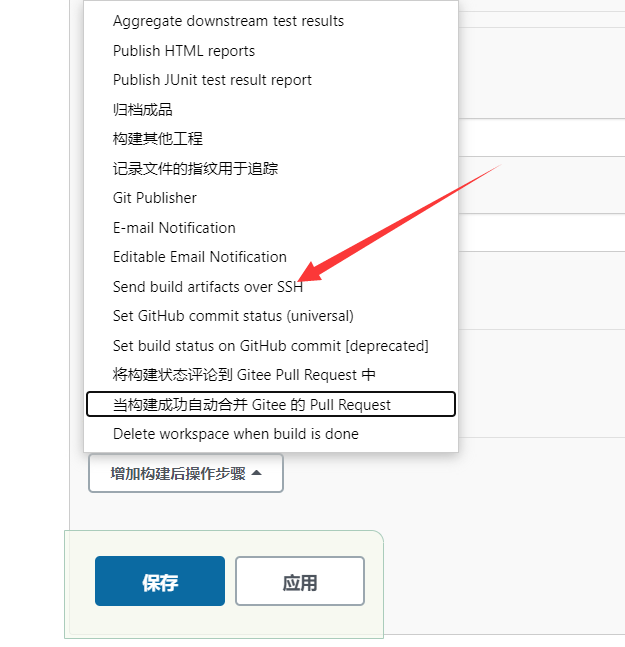 Aggregate downstream test results
Publish HTML reports
Publish JUnit test result report
归档成品
构建其他工程
记录文件的指纹用于追踪
Git Publisher
E-mail Notification
Editable Email Notification
Send build artifacts over SSH
Set GitHub commit status (universal)
Set build status on GitHub commit [deprecated]
将构建状态评论到 Gitee Pull Request 中
当构建成功自动合并 Gitee 的 Pull Request
Delete workspace when build is done
增加构建后操作步骤
保存
应用